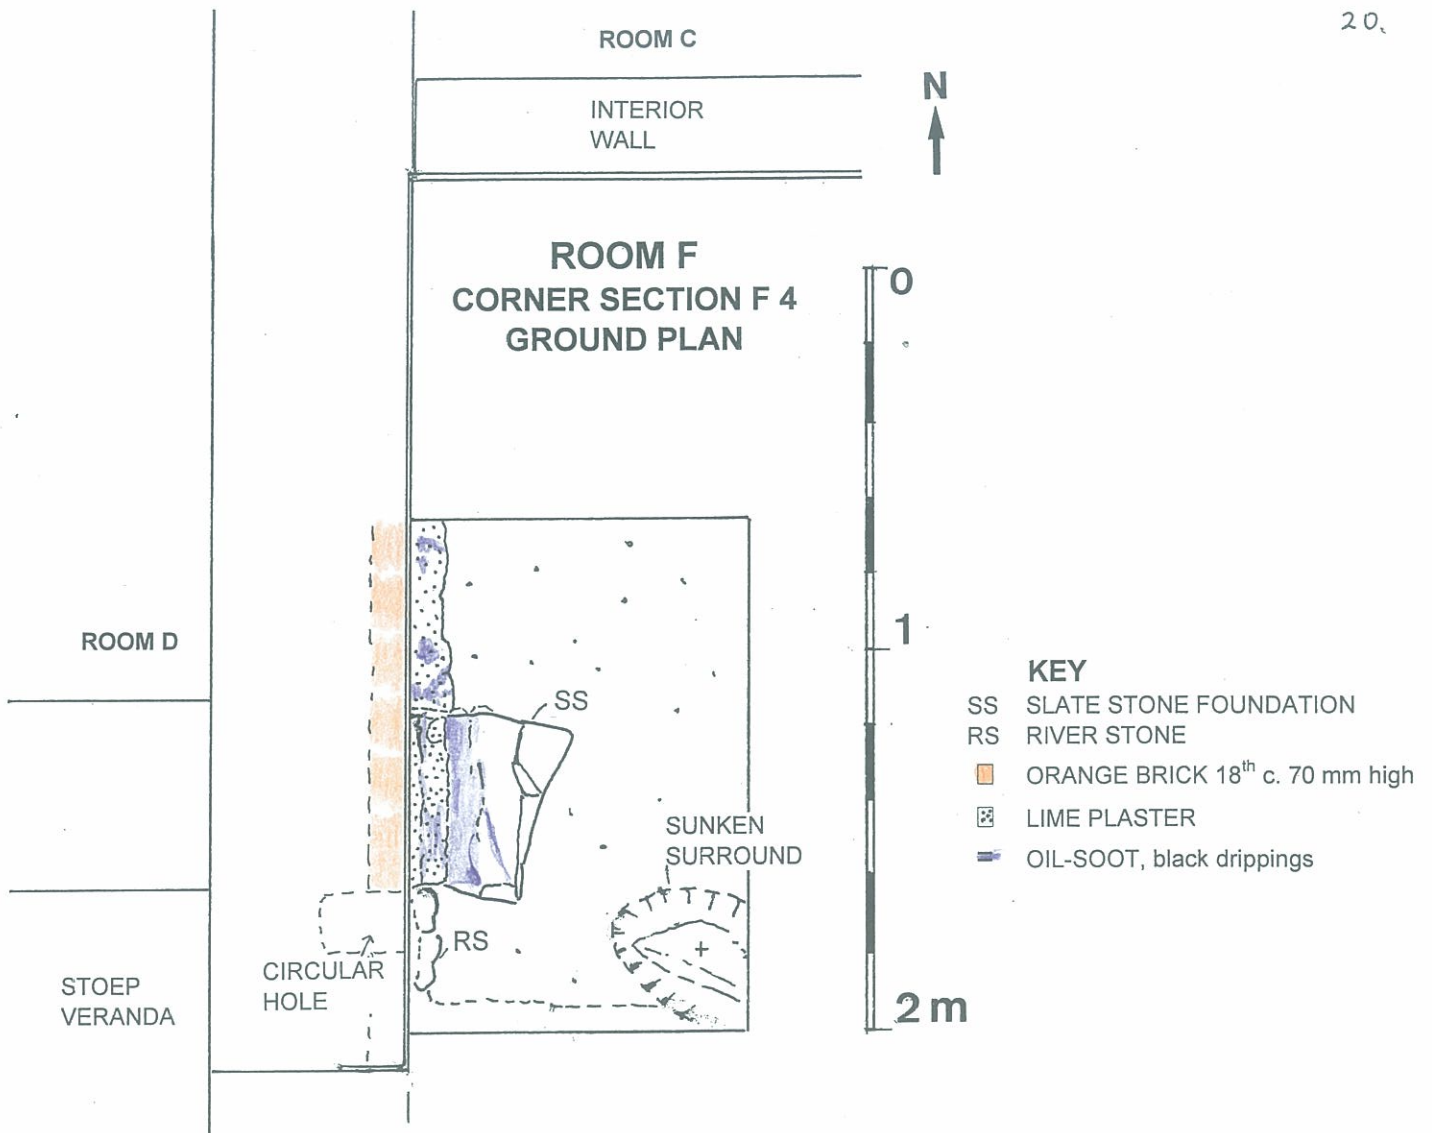 20.
ROOM C
INTERIOR
WALL
N
ROOM F
CORNER SECTION F 4
GROUND PLAN
0
1
2 m
ROOM D
SS
SUNKEN
SURROUND
RS
CIRCULAR
HOLE
STOEP
VERANDA
KEY
SS SLATE STONE FOUNDATION
RS RIVER STONE
ORANGE BRICK 18th c. 70 mm high
LIME PLASTER
OIL-SOOT, black drippings